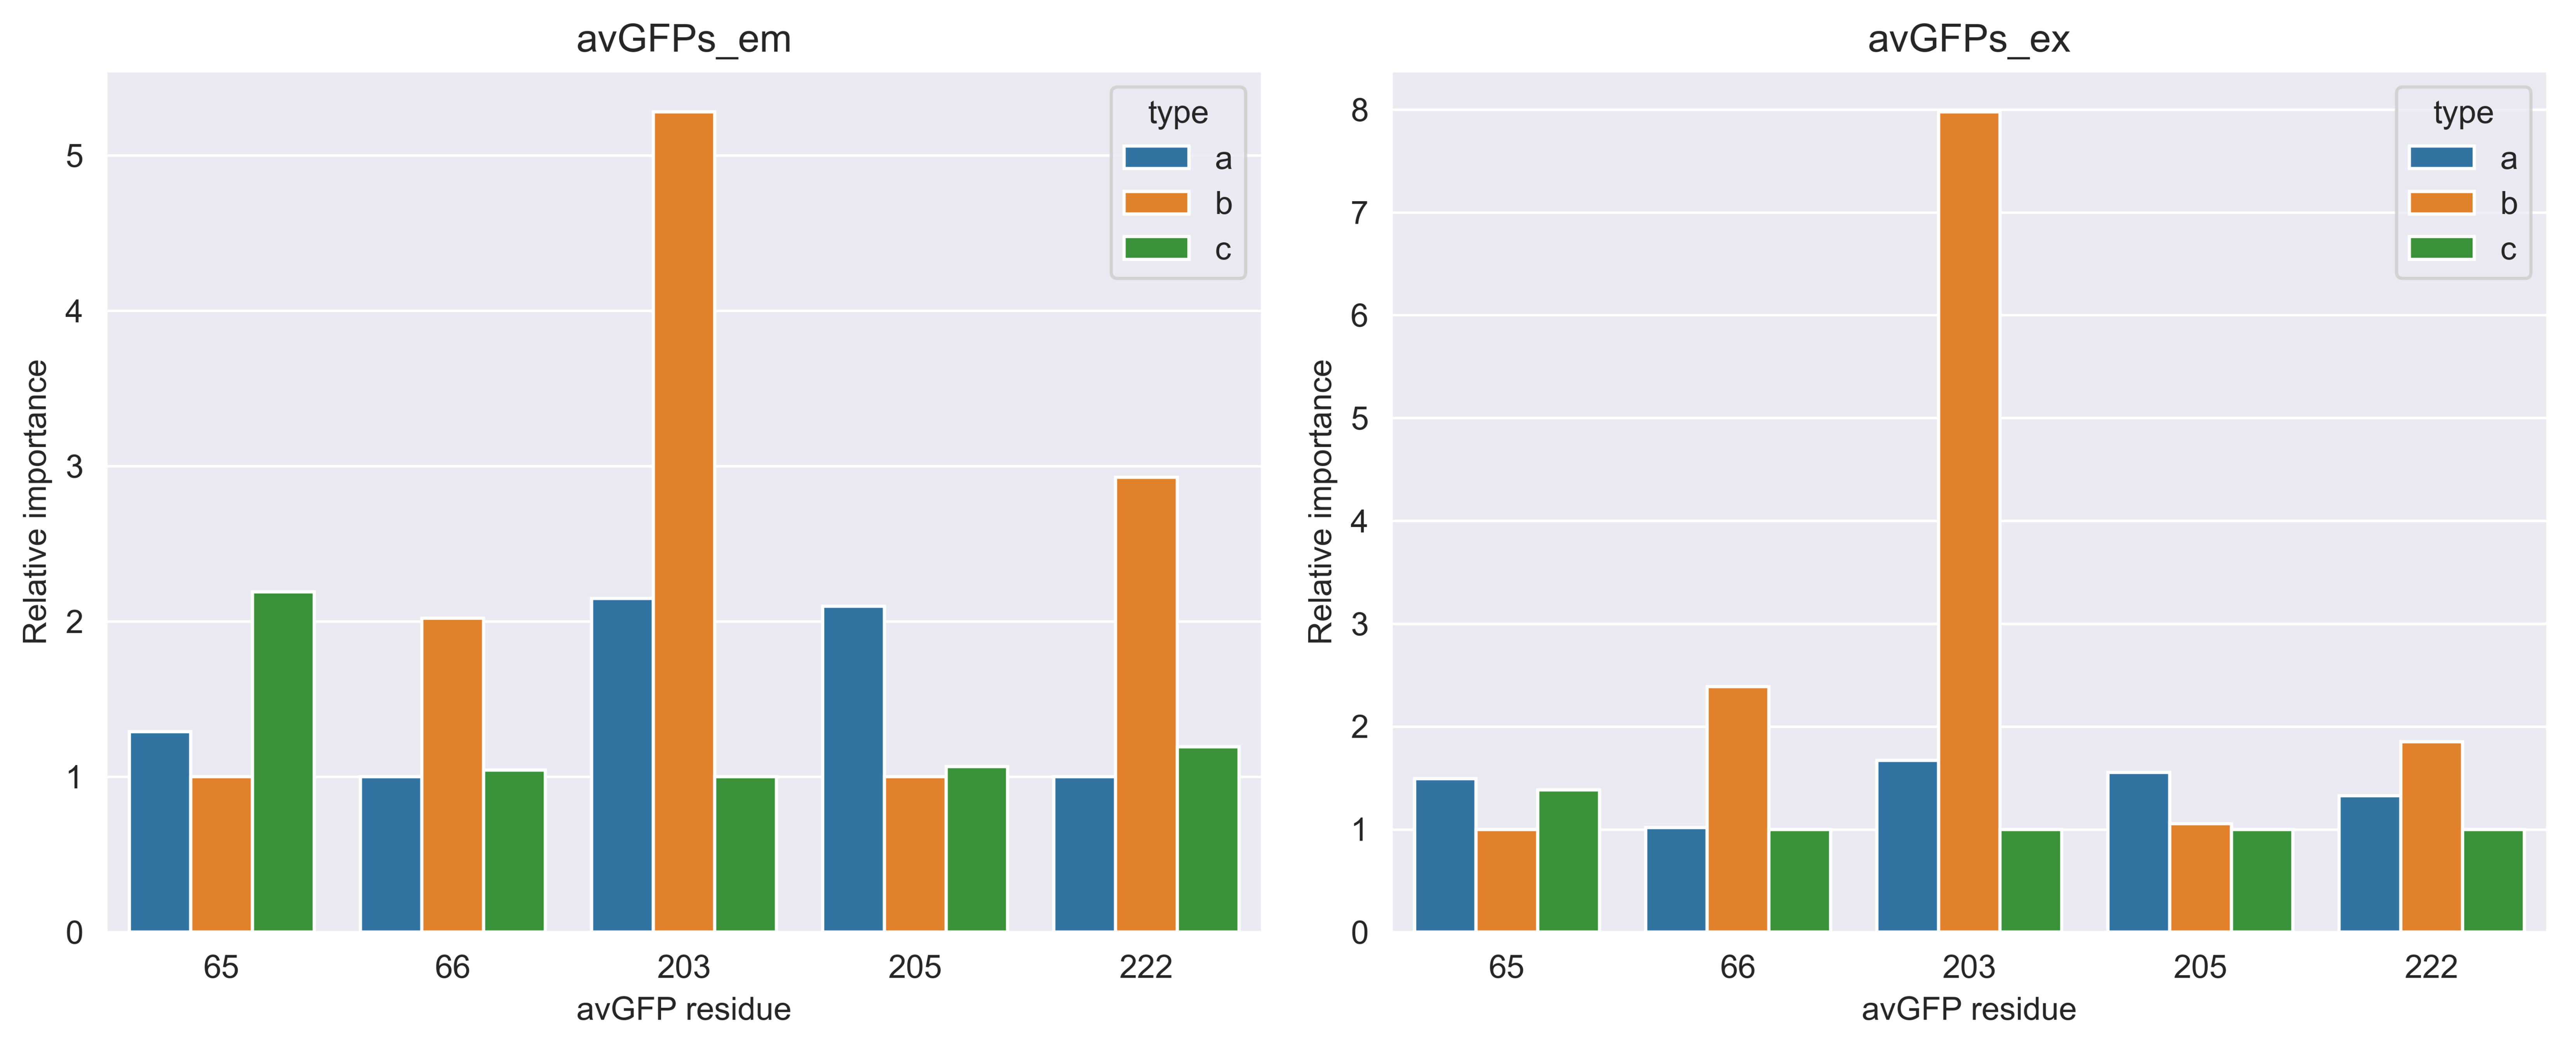 avGFPs_em
Relative importance
5
4
3
2
1
0
type
a
b
c
65 66 203 205 222
avGFP residue
avGFPs_ex
Relative importance
8
7
6
5
4
3
2
1
0
type
a
b
c
65 66 203 205 222
avGFP residue